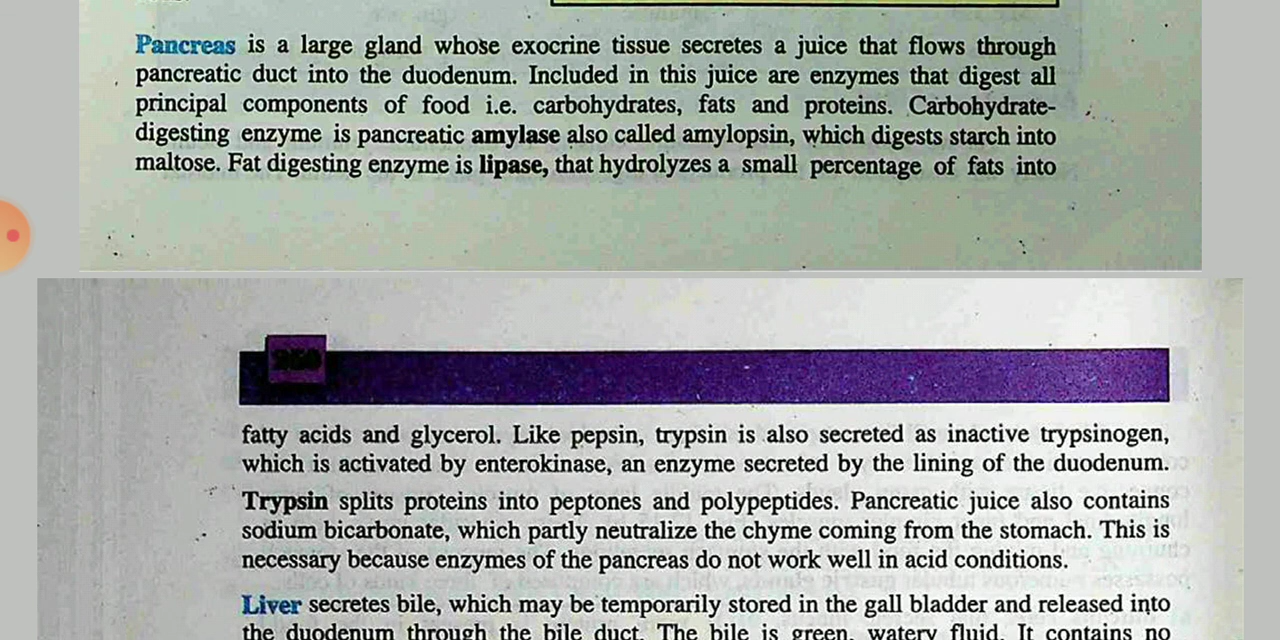 Pancreas is a large gland whose exocrine tissue secretes a juice that flows through
pancreatic duct into the duodenum. Included in this juice are enzymes that digest all
principal components of food i.e. carbohydrates, fats and proteins. Carbohydrate-
digesting enzyme is pancreatic amylase also called amylopsin, which digests starch into
maltose. Fat digesting enzyme is lipase, that hydrolyzes a small percentage of fats into
fatty acids and glycerol. Like pepsin, trypsin is also secreted as inactive trypsinogen,
which is activated by enterokinase, an enzyme secreted by the lining of the duodenum.
Trypsin splits proteins into peptones and polypeptides. Pancreatic juice also contains
sodium bicarbonate, which partly neutralize the chyme coming from the stomach. This is
necessary because enzymes of the pancreas do not work well in acid conditions.
Liver secretes bile, which may be temporarily stored in the gall bladder and released into
the duodenum through the bile duct. The bile is green, watery fluid. It contains